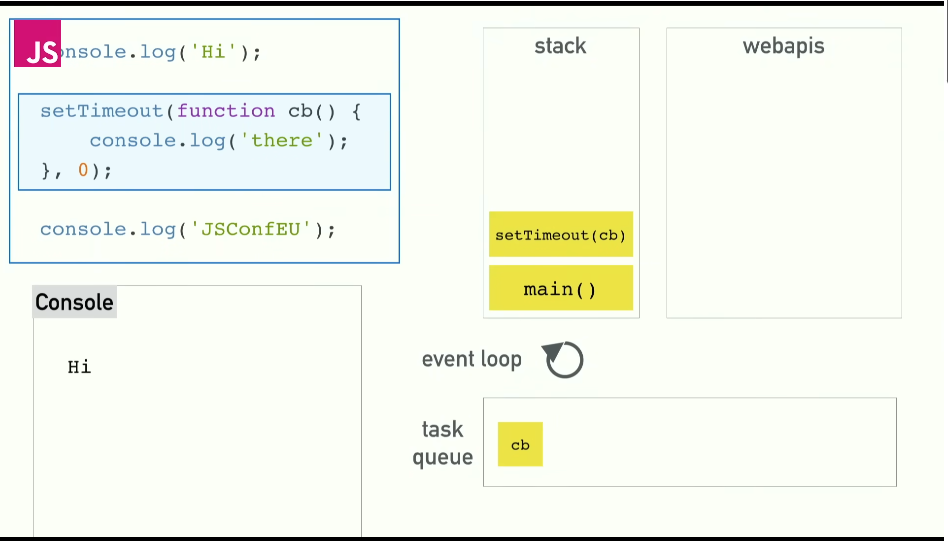 JS
console.log('Hi');
setTimeout(function cb() {
    console.log('there');
}, 0);
console.log('JSConfEU');
Console
Hi
stack
setTimeout(cb)
main()
webapis
event loop
task
queue
cb